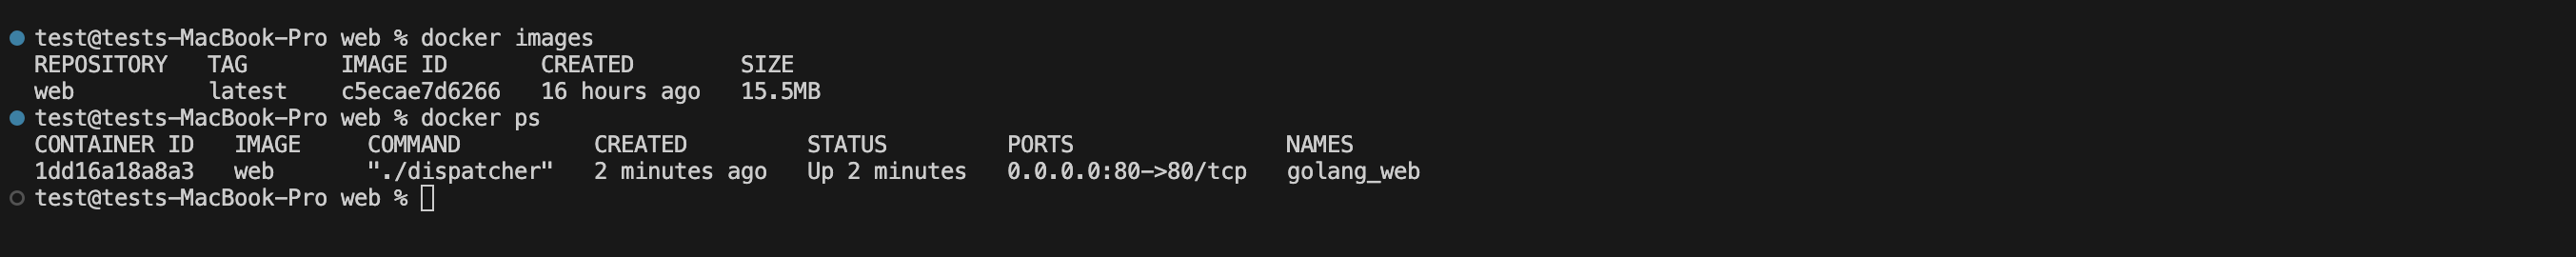 test@tests-MacBook-Pro web % docker images
REPOSITORY   TAG       IMAGE ID       CREATED        SIZE
web          latest    c5ecae7d6266   16 hours ago   15.5MB
test@tests-MacBook-Pro web % docker ps
CONTAINER ID   IMAGE     COMMAND          CREATED         STATUS         PORTS                NAMES
1dd16a18a8a3   web       "./dispatcher"   2 minutes ago   Up 2 minutes   0.0.0.0:80->80/tcp   golang_web
test@tests-MacBook-Pro web %